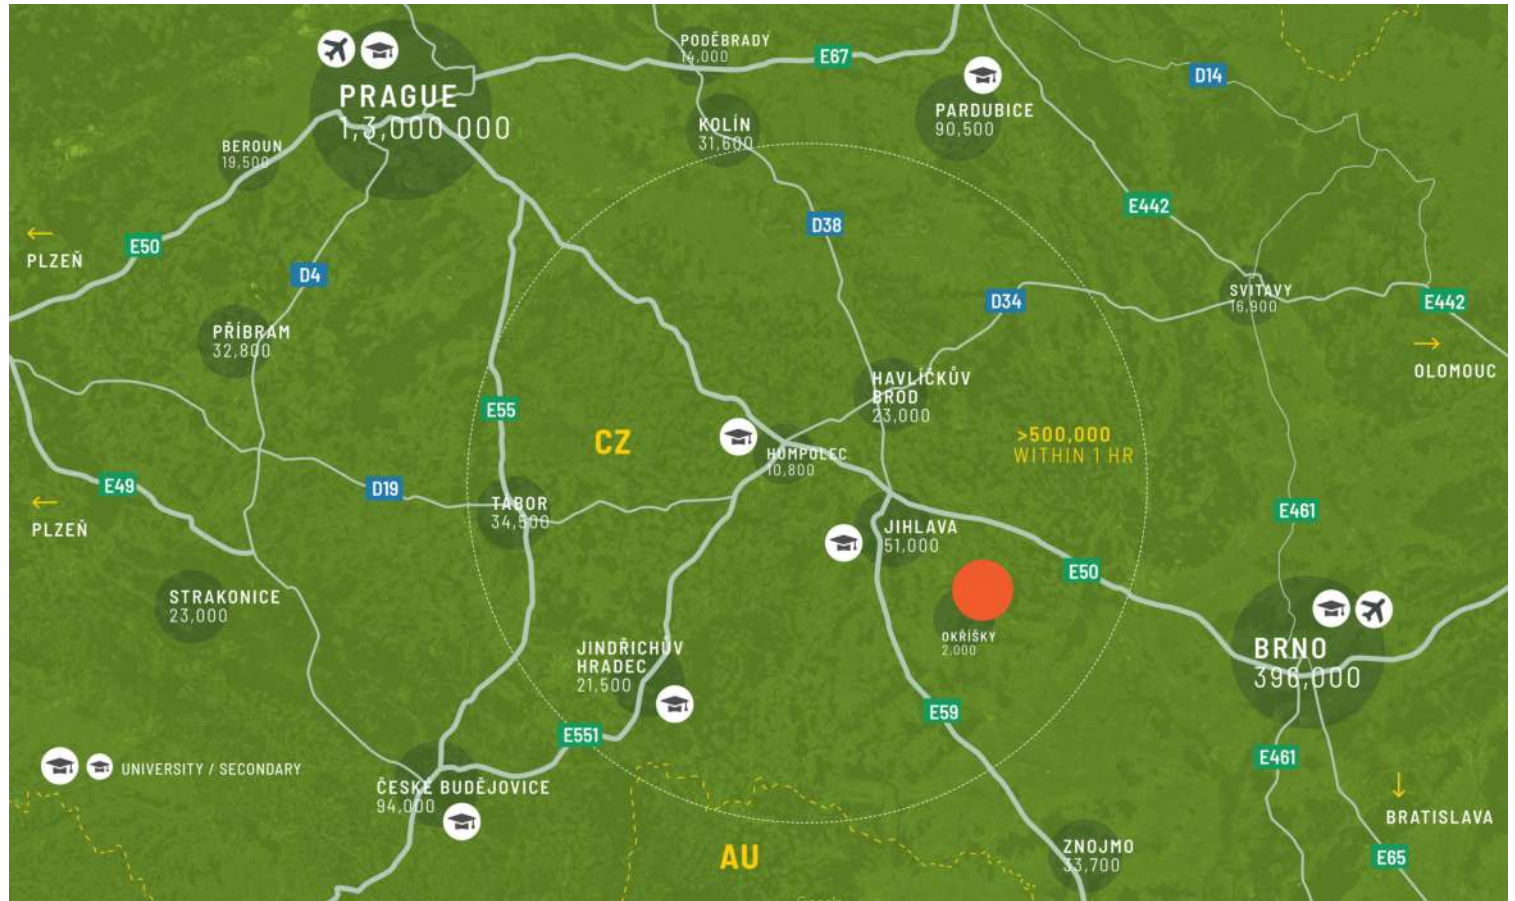 PODĚBRADY
14,000
E67
D14
PRAGUE
1,3,000 000
PARDUBICE
90,500
KOLÍN
31,600
BEROUN
19,500
E442
D38
E50
← PLZEŇ
D4
SVITAVY
16,900
D34
E442
PŘÍBRAM
32,800
→ OLOMOUC
HAVLÍČKŮV
BROD
23,000
E55
CZ
>500,000
WITHIN 1 HR
HUMPOLEC
10,800
E49
D19
← PLZEŇ
TÁBOR
34,500
E461
JIHLAVA
51,000
E50
STRAKONICE
23,000
OKŘÍŠKY
2,000
JINDŘICHŮV
HRADEC
21,500
BRNO
396,000
E59
E551
E461
UNIVERSITY / SECONDARY
ČESKÉ BUDĚJOVICE
94,000
↓
BRATISLAVA
AU
ZNOJMO
33,700
E65